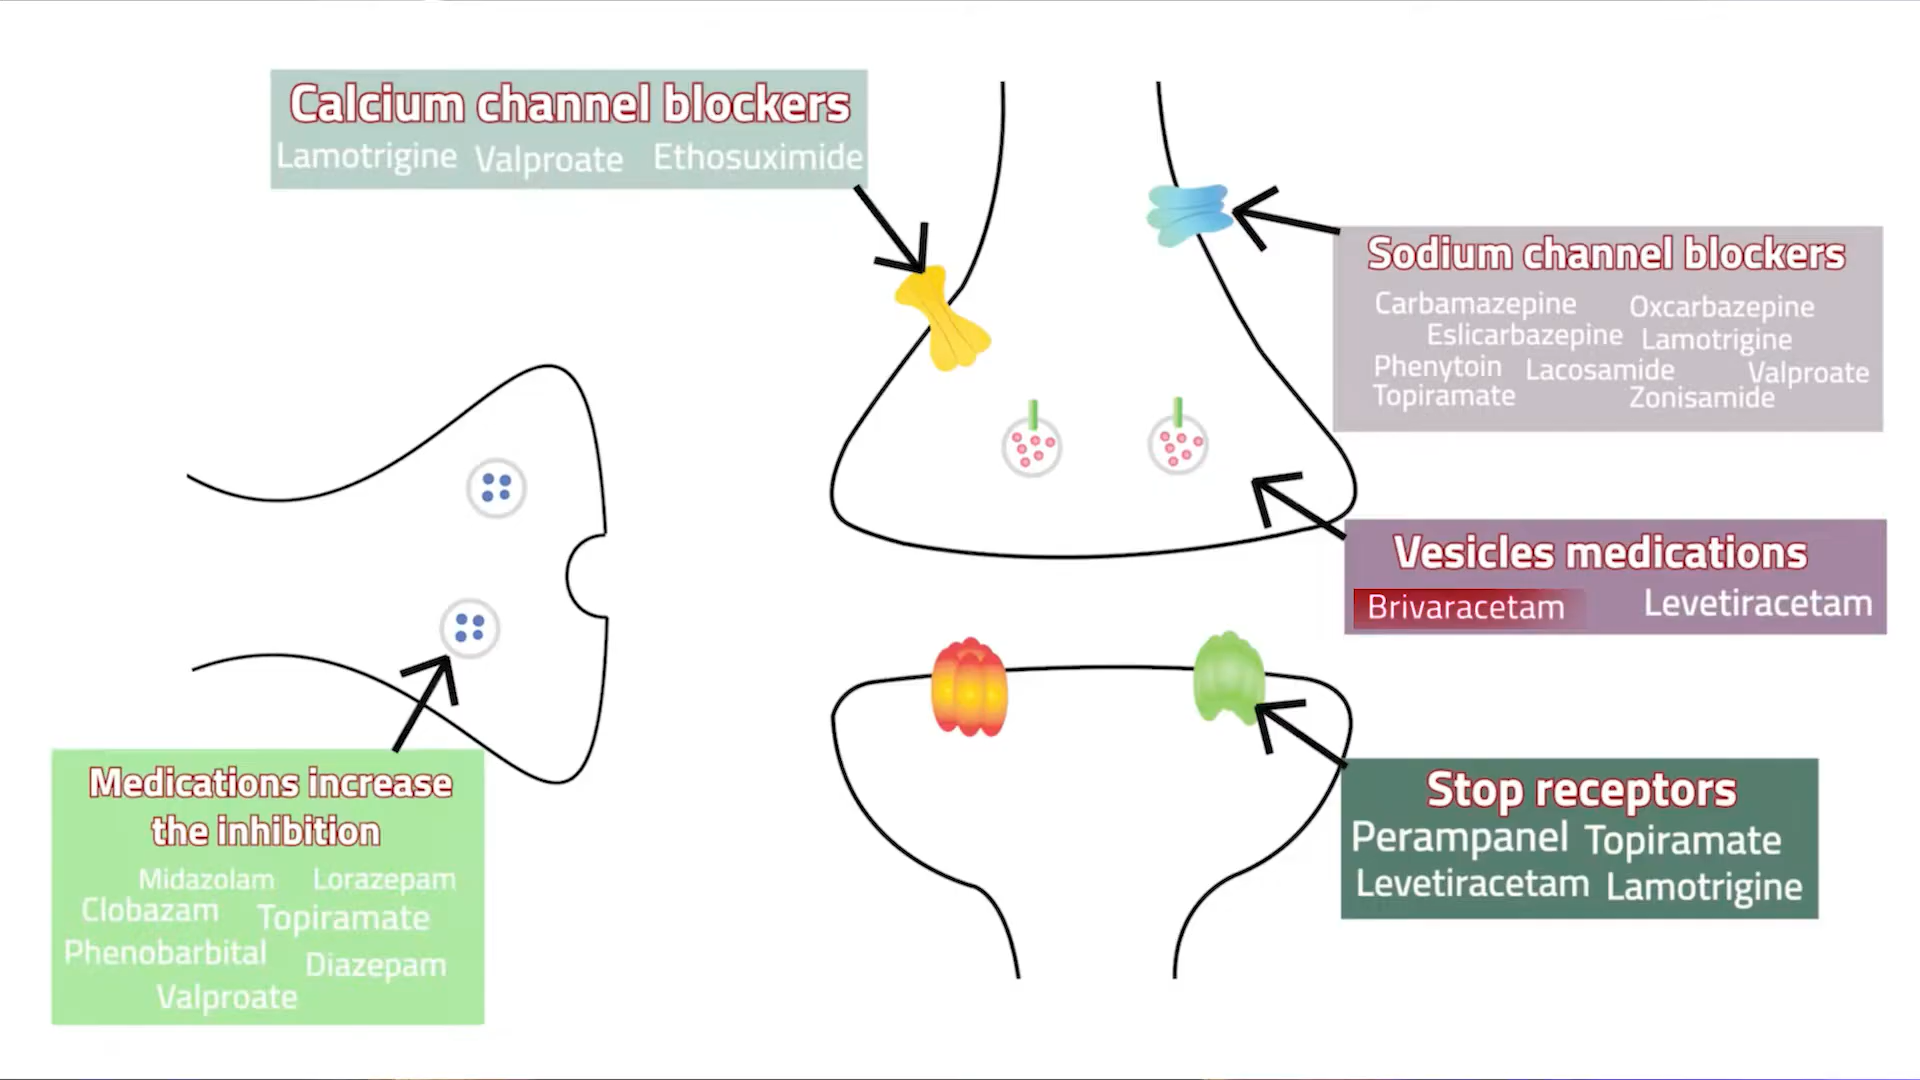 Calcium channel blockers
Lamotrigine Valproate Ethosuximide
Sodium channel blockers
Carbamazepine Oxcarbazepine
Eslicarbazepine Lamotrigine
Phenytoin Lacosamide Valproate
Topiramate Zonisamide
Vesicles medications
Brivaracetam Levetiracetam
Stop receptors
Perampanel Topiramate
Levetiracetam Lamotrigine
Medications increase
the inhibition
Midazolam Lorazepam
Clobazam Topiramate
Phenobarbital Diazepam
Valproate